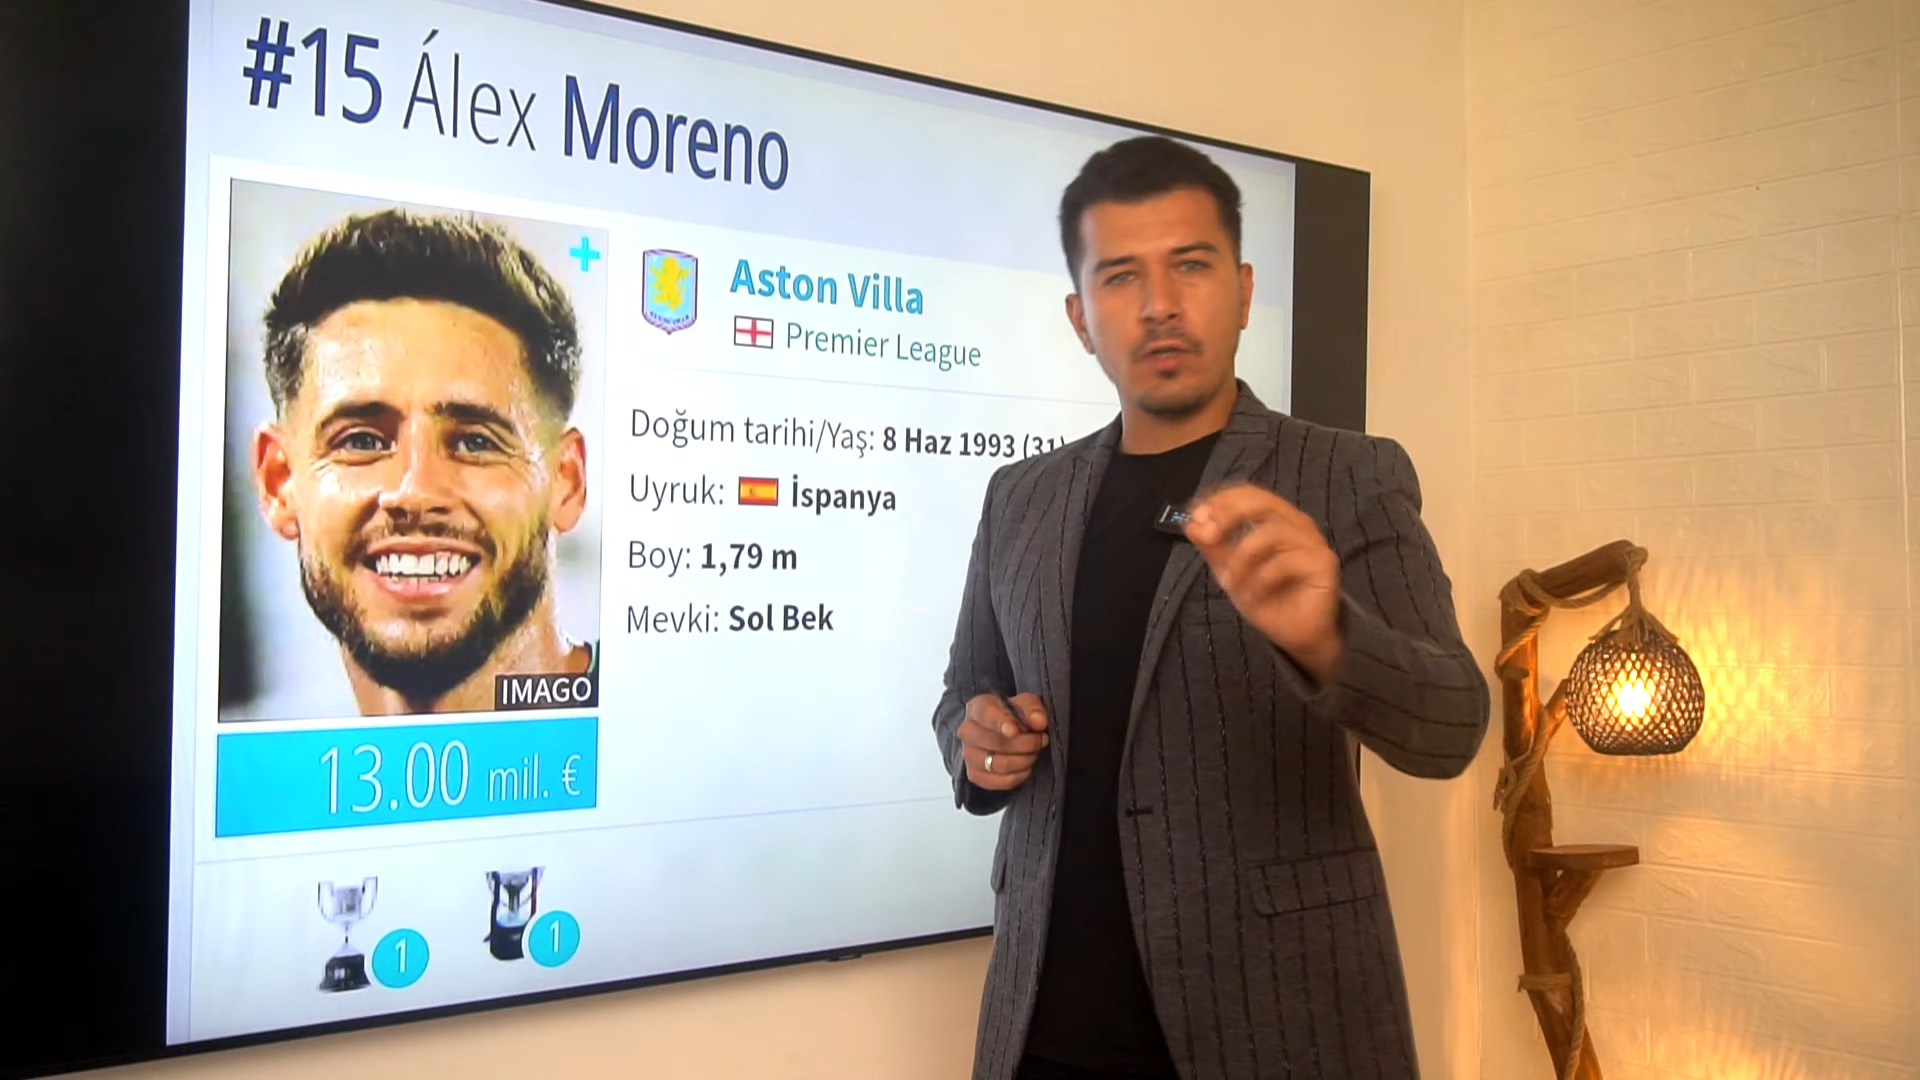 #15 Álex Moreno
Aston Villa
Premier League
Doğum tarihi/Yaş: 8 Haz 1993 (31)
Uyruk: İspanya
Boy: 1,79 m
Mevki: Sol Bek
IMAGO
13.00 mil. €
1
1